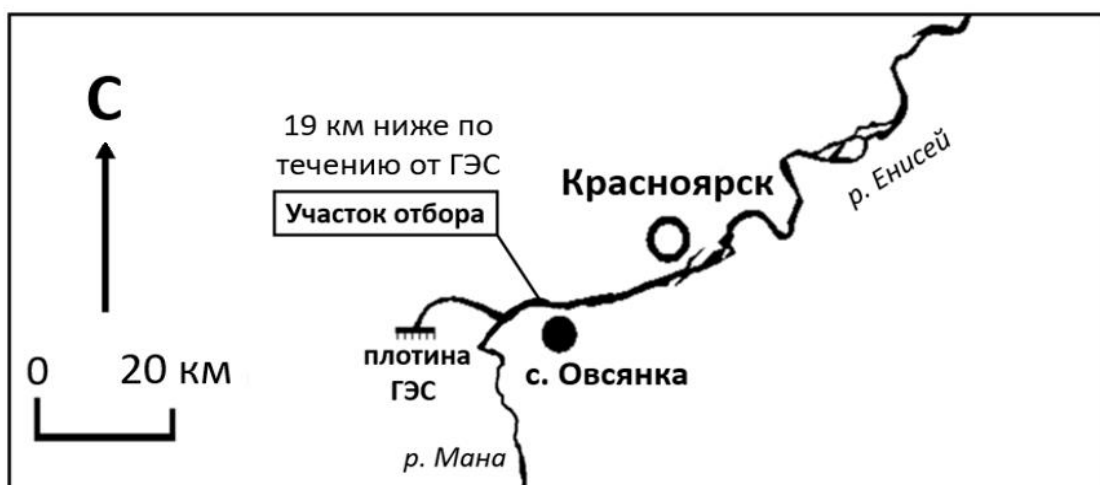 С
19 км ниже по
течению от ГЭС
Участок отбора
Красноярск
р. Енисей
плотина
ГЭС
с. Овсянка
0 20 км
р. Мана